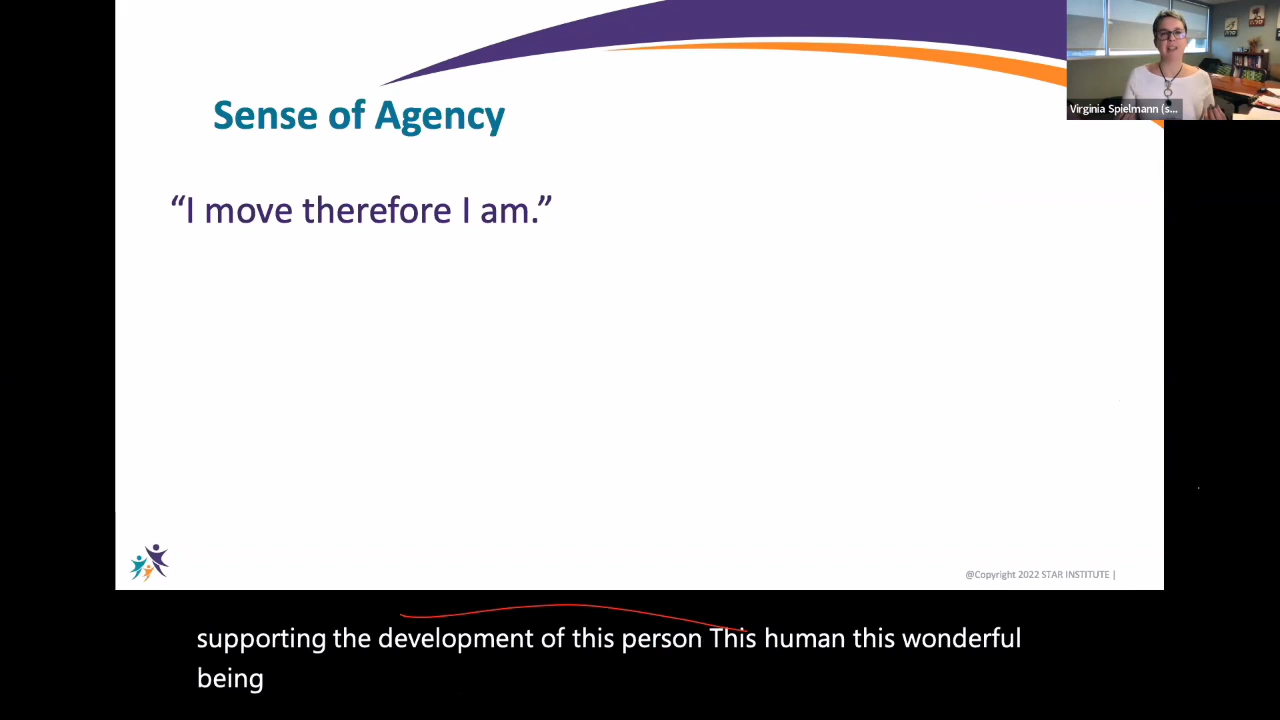 Sense of Agency
Virginia Spielmann (s...
“I move therefore I am.”
@Copyright 2022 STAR INSTITUTE |
supporting the development of this person This human this wonderful
being